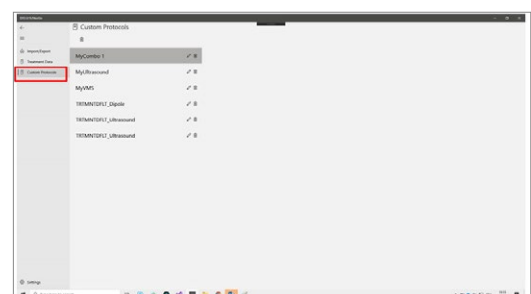 Custom Protocols
Import/Export
Treatment Data
Custom Protocols
MyCombo 1
MyUltrasound
MyVMS
TRTMNTDFLT_Dipole
TRTMNTDFLT_Ultrasound
TRTMNTDFLT_Ultrasound
Settings